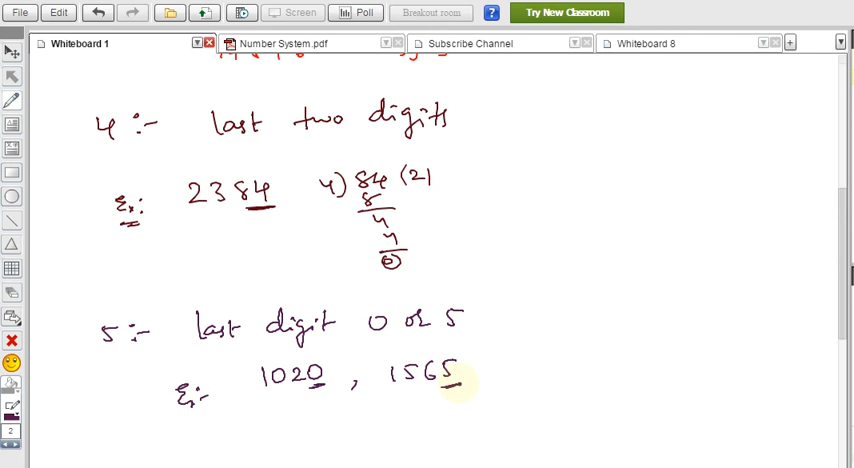 File Edit Screen Poll Breakout room ? Try New Classroom
Whiteboard 1 Number System.pdf Subscribe Channel Whiteboard 8
4 :- last two digits
Ex: 2384 4) 84 (21
8
4
4
0
5 :- last digit 0 or 5
Ex:- 1020 , 1565
2